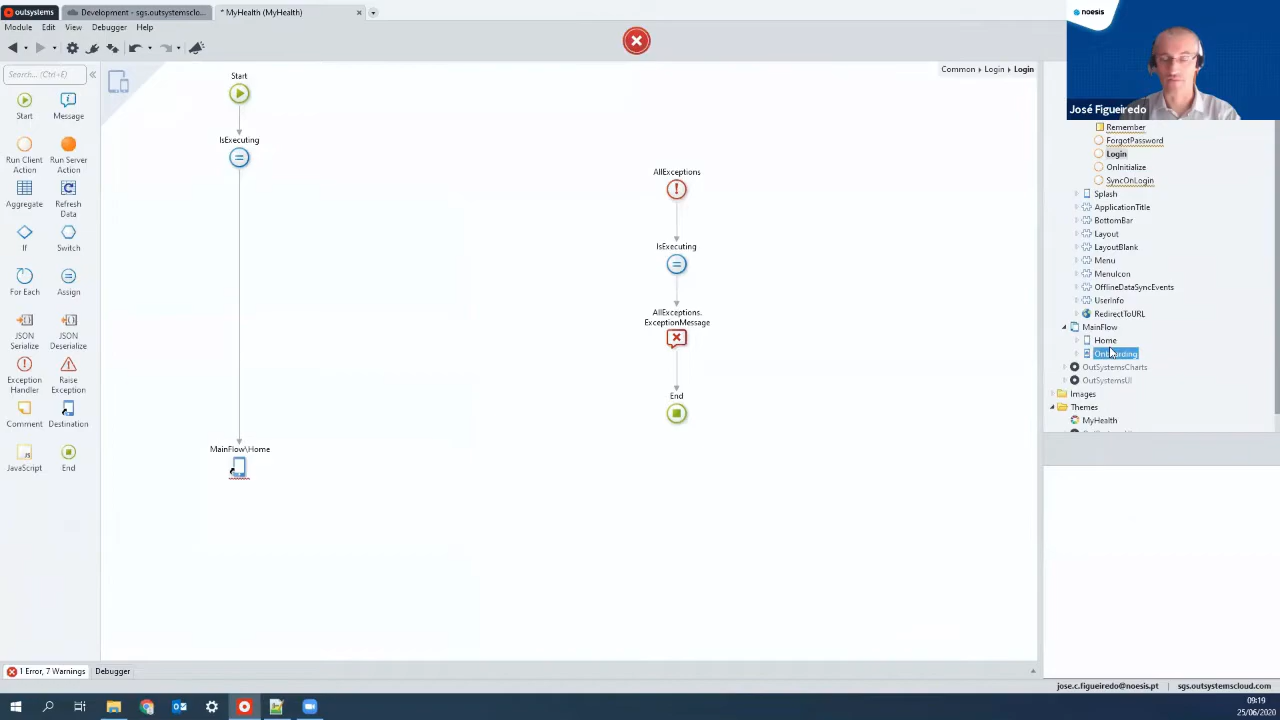 outsystems
Development - sgs.outsystemsclo...
* MyHealth (MyHealth)
noesis
José Figueiredo
Module
Edit
View
Debugger
Help
Search... (Ctrl+E)
Common
Login
Login
Start
Message
Run Client
Action
Run Server
Action
Aggregate
Refresh
Data
If
Switch
For Each
Assign
JSON
Serialize
JSON
Deserialize
Exception
Handler
Raise
Exception
Comment
Destination
JavaScript
End
Start
IsExecuting
MainFlow\Home
AllExceptions
IsExecuting
AllExceptions.
ExceptionMessage
End
Remember
ForgotPassword
Login
OnInitialize
SyncOnLogin
Splash
ApplicationTitle
BottomBar
Layout
LayoutBlank
Menu
MenuIcon
OfflineDataSyncEvents
UserInfo
RedirectToURL
MainFlow
Home
Onboarding
OutSystemsCharts
OutSystemsUI
Images
Themes
MyHealth
1 Error, 7 Warnings
Debugger
jose.c.figueiredo@noesis.pt
sgs.outsystemscloud.com
09:19
25/06/2020